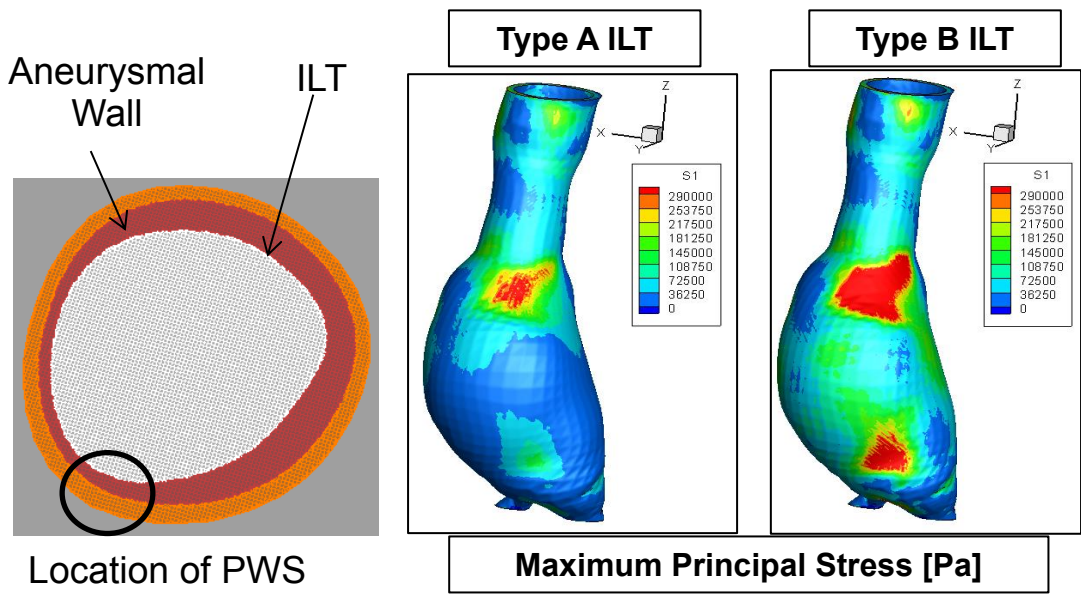 Aneurysmal
Wall
ILT
Location of PWS
Type A ILT
Z
X
Y
S1
290000
253750
217500
181250
145000
108750
72500
36250
0
Type B ILT
Z
X
Y
S1
290000
253750
217500
181250
145000
108750
72500
36250
0
Maximum Principal Stress [Pa]